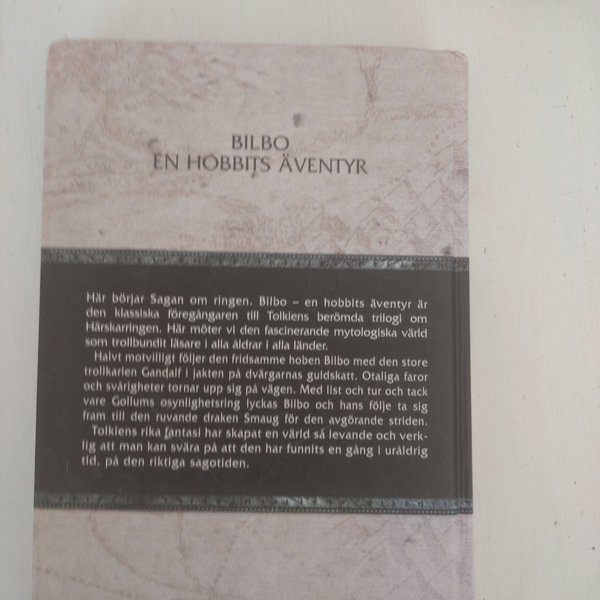 BILBO
EN HOBBITS ÄVENTYR
Här börjar Sagan om ringen. Bilbo – en hobbits äventyr är
den klassiska föregångaren till Tolkiens berömda trilogi om
Härskarringen. Här möter vi den fascinerande mytologiska värld
som trollbundit läsare i alla åldrar i alla länder.
Halvt motvilligt följer den fridsamme hoben Bilbo med den store
trollkarlen Gandalf i jakten på dvärgarnas guldskatt. Otaliga faror
och svårigheter tornar upp sig på vägen. Med list och tur och tack
vare Gollums osynlighetsring lyckas Bilbo och hans följe ta sig
fram till den ruvande draken Smaug för den avgörande striden.
Tolkiens rika fantasi har skapat en värld så levande och verk-
lig att man kan svära på att den har funnits en gång i uråldrig
tid, på den riktiga sagotiden.